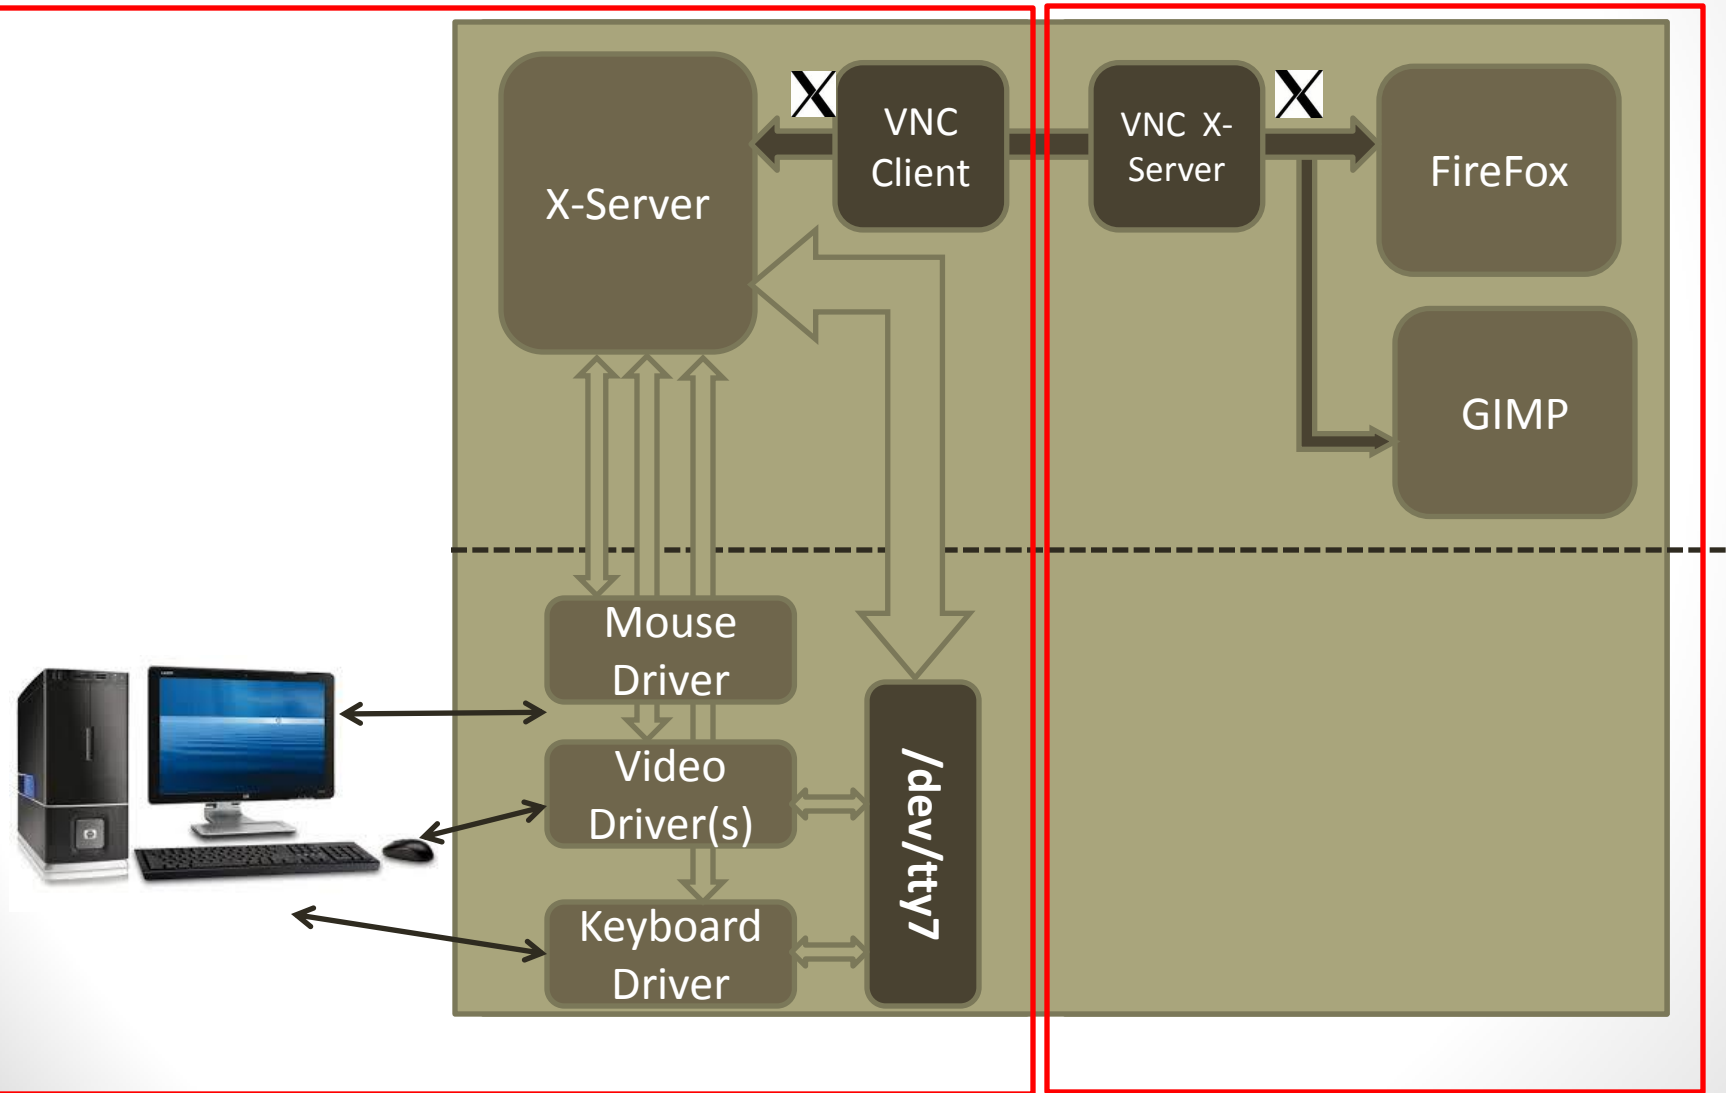 X
VNC
Client
X-Server
VNC X-
Server
X
FireFox
GIMP
Mouse
Driver
Video
Driver(s)
Keyboard
Driver
/dev/tty7